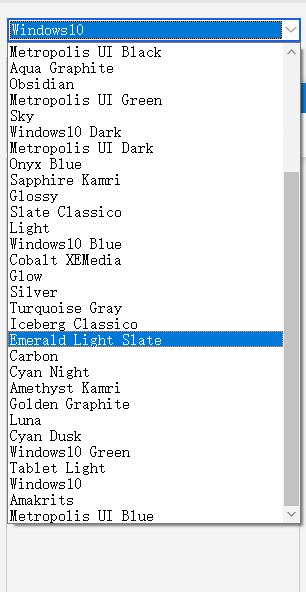 Windows10
Metropolis UI Black
Aqua Graphite
Obsidian
Metropolis UI Green
Sky
Windows10 Dark
Metropolis UI Dark
Onyx Blue
Sapphire Kamri
Glossy
Slate Classico
Light
Windows10 Blue
Cobalt XEMedia
Glow
Silver
Turquoise Gray
Iceberg Classico
Emerald Light Slate
Carbon
Cyan Night
Amethyst Kamri
Golden Graphite
Luna
Cyan Dusk
Windows10 Green
Tablet Light
Windows10
Amakrits
Metropolis UI Blue